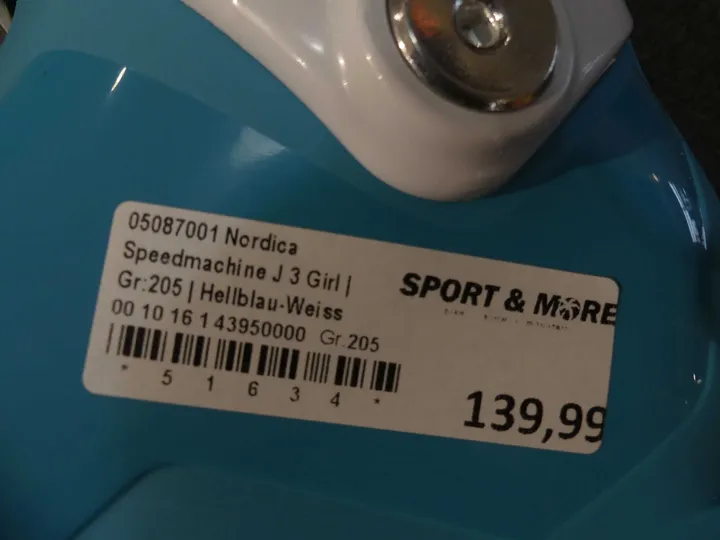 05087001 Nordica
Speedmachine J 3 Girl |
Gr:205 | Hellblau-Weiss
00 10 16 1 43950000 Gr.205
* 5 1 6 3 4 *
SPORT & MORE
139,99